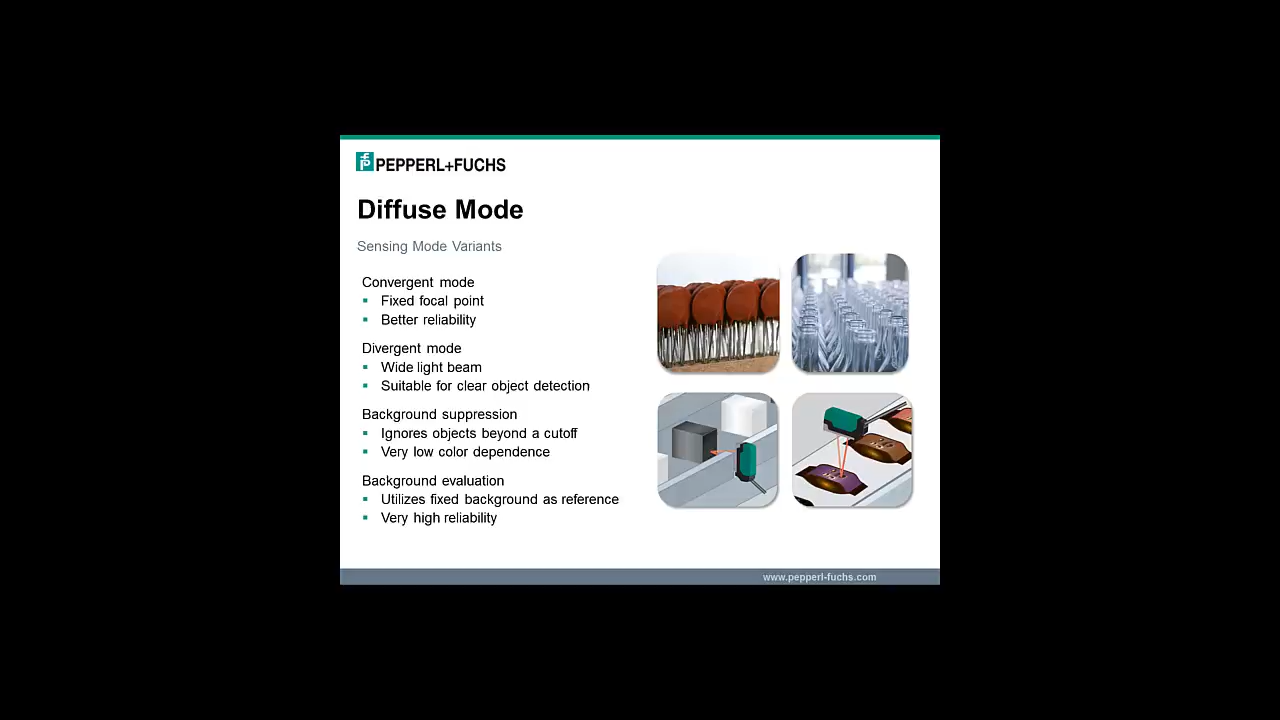 PEPPERL+FUCHS
Diffuse Mode
Sensing Mode Variants
Convergent mode
Fixed focal point
Better reliability
Divergent mode
Wide light beam
Suitable for clear object detection
Background suppression
Ignores objects beyond a cutoff
Very low color dependence
Background evaluation
Utilizes fixed background as reference
Very high reliability
www.pepperl-fuchs.com